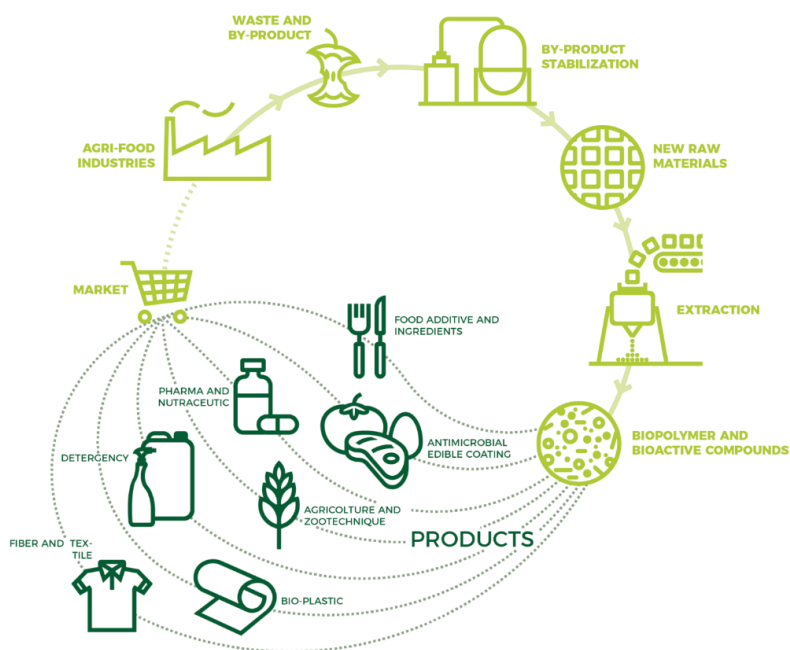 WASTE AND
BY-PRODUCT
BY-PRODUCT
STABILIZATION
AGRI-FOOD
INDUSTRIES
NEW RAW
MATERIALS
MARKET
EXTRACTION
FOOD ADDITIVE AND
INGREDIENTS
PHARMA AND
NUTRACEUTIC
BIOPOLYMER AND
BIOACTIVE COMPOUNDS
ANTIMICROBIAL
EDIBLE COATING
DETERGENCY
AGRICOLTURE AND
ZOOTECHNIQUE
PRODUCTS
FIBER AND TEX-
TILE
BIO-PLASTIC